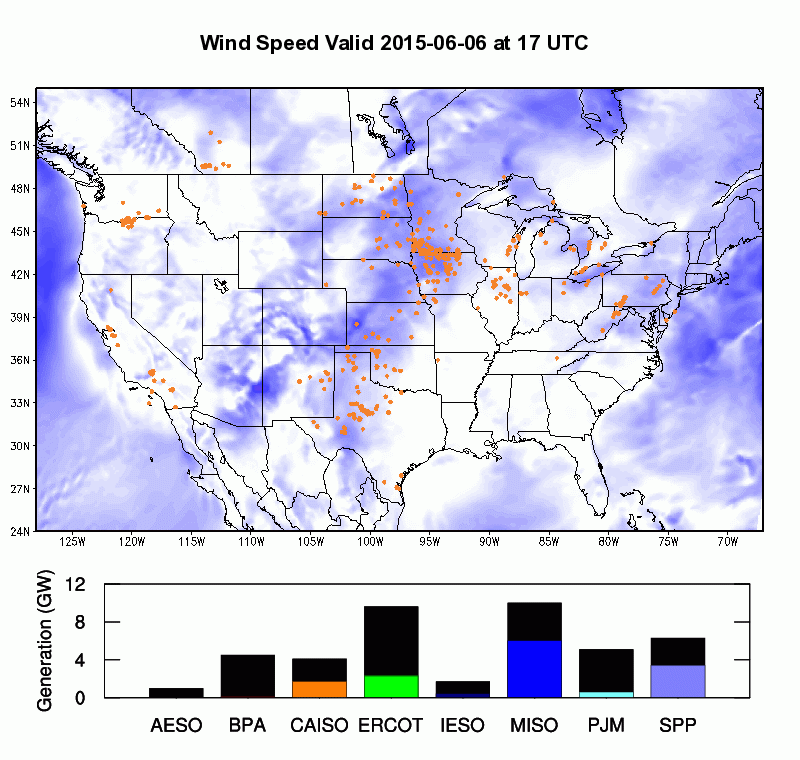 Wind Speed Valid 2015-06-06 at 17 UTC
54N
51N
48N
45N
42N
39N
36N
33N
30N
27N
24N
125W 120W 115W 110W 105W 100W 95W 90W 85W 80W 75W 70W
Generation (GW)
12
8
4
0
AESO BPA CAISO ERCOT IESO MISO PJM SPP